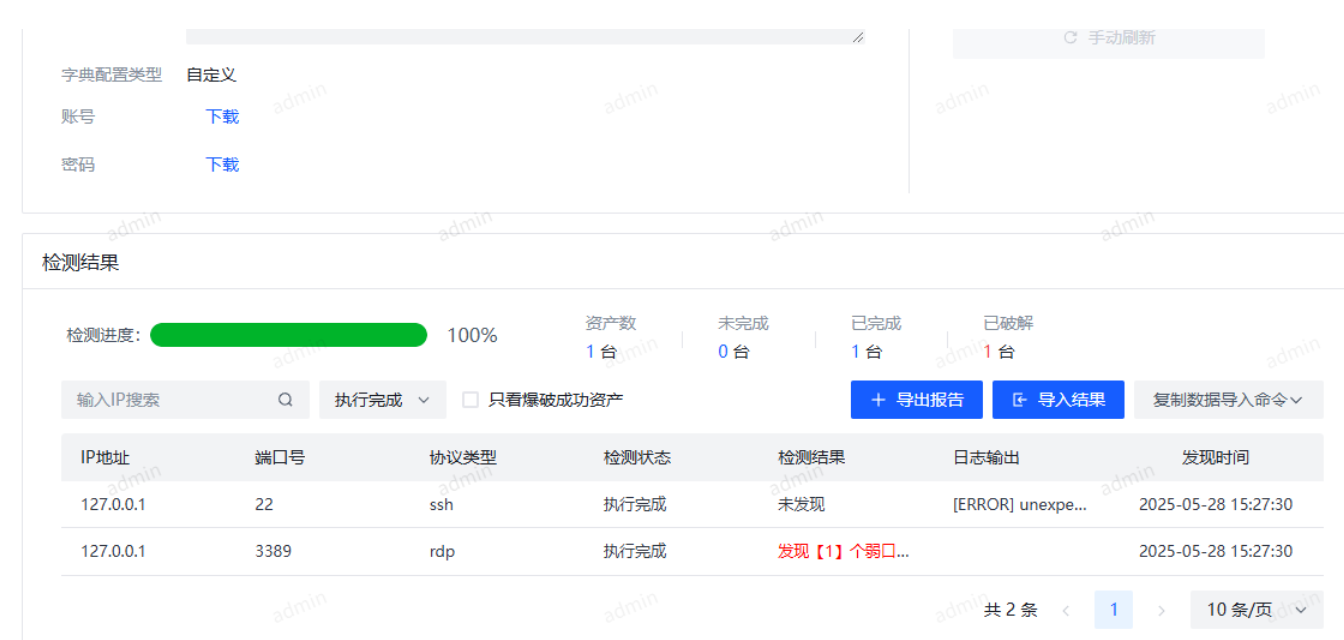 手动刷新
字典配置类型 自定义
账号 下载
密码 下载
检测结果
检测进度： 100% 资产数 1 台 未完成 0 台 已完成 1 台 已破解 1 台
输入IP搜索 执行完成 只看爆破成功资产 导出报告 导入结果 复制数据导入命令
IP地址 端口号 协议类型 检测状态 检测结果 日志输出 发现时间
127.0.0.1 22 ssh 执行完成 未发现 [ERROR] unexpe... 2025-05-28 15:27:30
127.0.0.1 3389 rdp 执行完成 发现【1】个弱口... 2025-05-28 15:27:30
共 2 条 1 10 条/页
admin admin admin admin
admin admin admin admin
admin admin admin admin
admin admin admin admin
admin admin admin admin